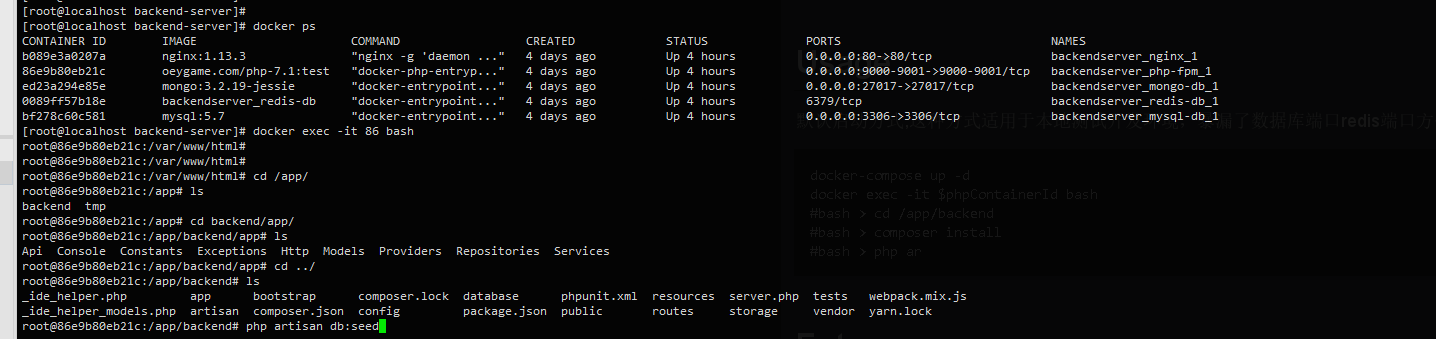 [root@localhost backend-server]#
[root@localhost backend-server]# docker ps
CONTAINER ID IMAGE COMMAND CREATED STATUS PORTS NAMES
b089e3a0207a nginx:1.13.3 "nginx -g 'daemon ..." 4 days ago Up 4 hours 0.0.0.0:80->80/tcp backendserver_nginx_1
86e9b80eb21c oeygame.com/php-7.1:test "docker-php-entryp..." 4 days ago Up 4 hours 0.0.0.0:9000-9001->9000-9001/tcp backendserver_php-fpm_1
ed23a294e85e mongo:3.2.19-jessie "docker-entrypoint..." 4 days ago Up 4 hours 0.0.0.0:27017->27017/tcp backendserver_mongo-db_1
0089ff57b18e backendserver_redis-db "docker-entrypoint..." 4 days ago Up 4 hours 6379/tcp backendserver_redis-db_1
bf278c60c581 mysql:5.7 "docker-entrypoint..." 4 days ago Up 4 hours 0.0.0.0:3306->3306/tcp backendserver_mysql-db_1
[root@localhost backend-server]# docker exec -it 86 bash
root@86e9b80eb21c:/var/www/html#
root@86e9b80eb21c:/var/www/html#
root@86e9b80eb21c:/var/www/html# cd /app/
root@86e9b80eb21c:/app# ls
backend tmp
root@86e9b80eb21c:/app# cd backend/app/
root@86e9b80eb21c:/app/backend/app# ls
Api Console Constants Exceptions Http Models Providers Repositories Services
root@86e9b80eb21c:/app/backend/app# cd ../
root@86e9b80eb21c:/app/backend# ls
_ide_helper.php app bootstrap composer.lock database phpunit.xml resources server.php tests webpack.mix.js
_ide_helper_models.php artisan composer.json config package.json public routes storage vendor yarn.lock
root@86e9b80eb21c:/app/backend# php artisan db:seed
式适用于本
漏了数据库端口redis端口方
docker-compose up -d
docker exec -it $phpContainerId bash
#bash > cd /app/backend
#bash > composer install
#bash > php ar